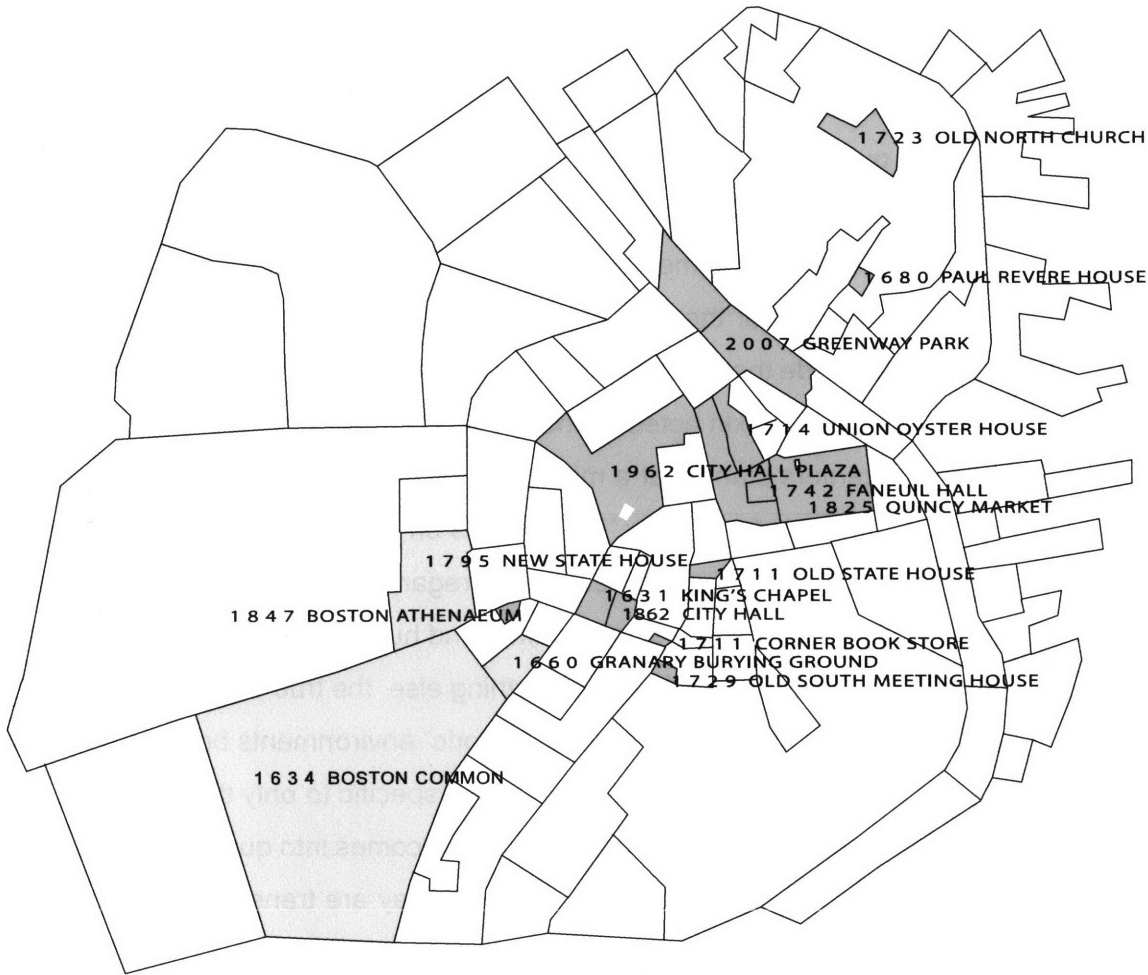 1723 OLD NORTH CHURCH
1680 PAUL REVERE HOUSE
2007 GREENWAY PARK
1714 UNION OYSTER HOUSE
1962 CITY HALL PLAZA
1742 FANEUIL HALL
1825 QUINCY MARKET
1795 NEW STATE HOUSE
1711 OLD STATE HOUSE
1631 KING'S CHAPEL
1847 BOSTON ATHENAEUM
1862 CITY HALL
1711 CORNER BOOK STORE
1660 GRANARY BURYING GROUND
1729 OLD SOUTH MEETING HOUSE
1634 BOSTON COMMON